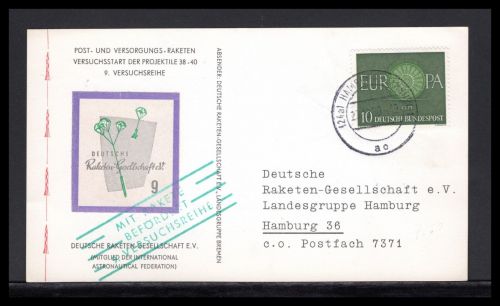 POST- UND VERSORGUNGS-RAKETEN
VERSUCHSSTART DER PROJEKTILE 38-40
9. VERSUCHSREIHE
DEUTSCHE
Raketen-Gesellschaft e.V.
9
MIT RAKETE
BEFÖRDERT
VERSUCHSREIHE
DEUTSCHE RAKETEN-GESELLSCHAFT E.V.
(MITGLIED DER INTERNATIONAL
ASTRONAUTICAL FEDERATION)
ABSENDER: DEUTSCHE RAKETEN-GESELLSCHAFT E.V., LANDESGRUPPE BREMEN
EUROPA
10 DEUTSCHE BUNDESPOST
ao
Deutsche
Raketen-Gesellschaft e.V.
Landesgruppe Hamburg
Hamburg 36
c.o. Postfach 7371